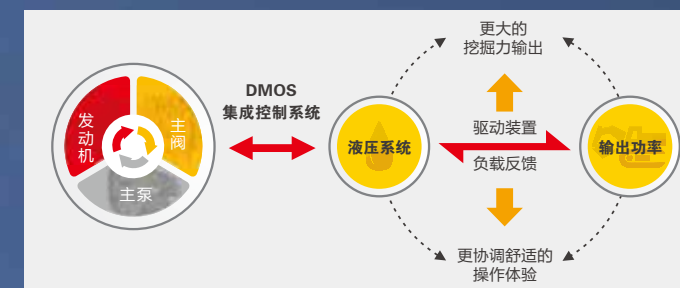 发动机
主阀
主泵
DMOS
集成控制系统
液压系统
更大的
挖掘力输出
驱动装置
负载反馈
更协调舒适的
操作体验
输出功率